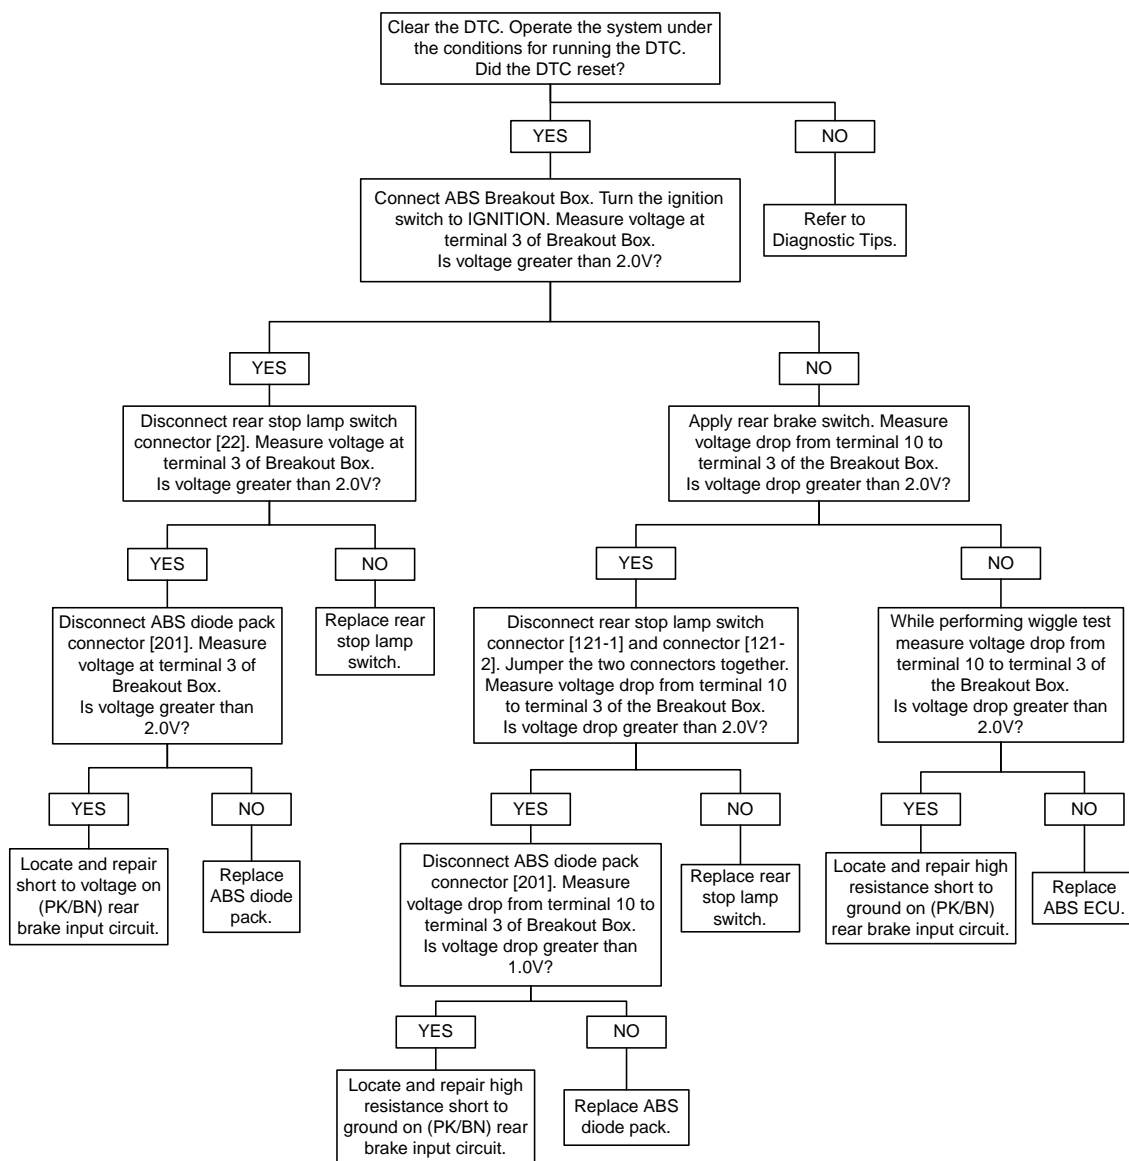 Clear the DTC. Operate the system under
the conditions for running the DTC.
Did the DTC reset?
YES
NO
Connect ABS Breakout Box. Turn the ignition
switch to IGNITION. Measure voltage at
terminal 3 of Breakout Box.
Is voltage greater than 2.0V?
Refer to
Diagnostic Tips.
YES
NO
Disconnect rear stop lamp switch
connector [22]. Measure voltage at
terminal 3 of Breakout Box.
Is voltage greater than 2.0V?
Apply rear brake switch. Measure
voltage drop from terminal 10 to
terminal 3 of the Breakout Box.
Is voltage drop greater than 2.0V?
YES
NO
YES
NO
Disconnect ABS diode pack
connector [201]. Measure
voltage at terminal 3 of
Breakout Box.
Is voltage greater than
2.0V?
Replace rear
stop lamp
switch.
Disconnect rear stop lamp switch
connector [121-1] and connector [121-
2]. Jumper the two connectors together.
Measure voltage drop from terminal 10
to terminal 3 of the Breakout Box.
Is voltage drop greater than 2.0V?
While performing wiggle test
measure voltage drop from
terminal 10 to terminal 3 of
the Breakout Box.
Is voltage drop greater than
2.0V?
YES
NO
YES
NO
YES
NO
Locate and repair
short to voltage on
(PK/BN) rear
brake input circuit.
Replace
ABS diode
pack.
Disconnect ABS diode pack
connector [201]. Measure
voltage drop from terminal 10 to
terminal 3 of Breakout Box.
Is voltage drop greater than
1.0V?
Replace rear
stop lamp
switch.
Locate and repair high
resistance short to
ground on (PK/BN)
rear brake input circuit.
Replace
ABS ECU.
YES
NO
Locate and repair high
resistance short to
ground on (PK/BN) rear
brake input circuit.
Replace ABS
diode pack.